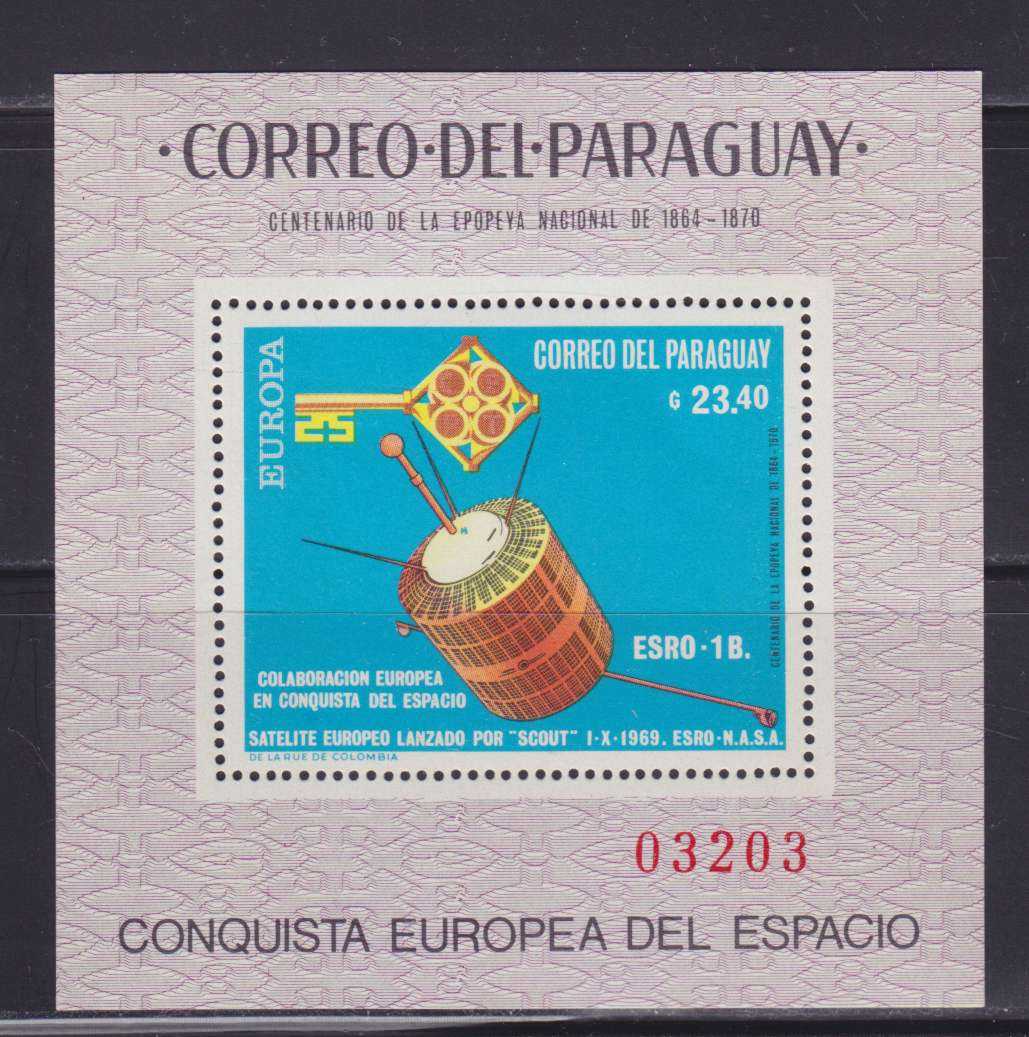 ·CORREO·DEL·PARAGUAY·
CENTENARIO DE LA EPOPEYA NACIONAL DE 1864-1870
EUROPA
CORREO DEL PARAGUAY
₲ 23.40
CENTENARIO DE LA EPOPEYA NACIONAL DE 1864-1870
ESRO·1B.
COLABORACION EUROPEA
EN CONQUISTA DEL ESPACIO
SATELITE EUROPEO LANZADO POR "SCOUT" I·X·1969. ESRO·N.A.S.A.
DE LA RUE DE COLOMBIA
03203
CONQUISTA EUROPEA DEL ESPACIO